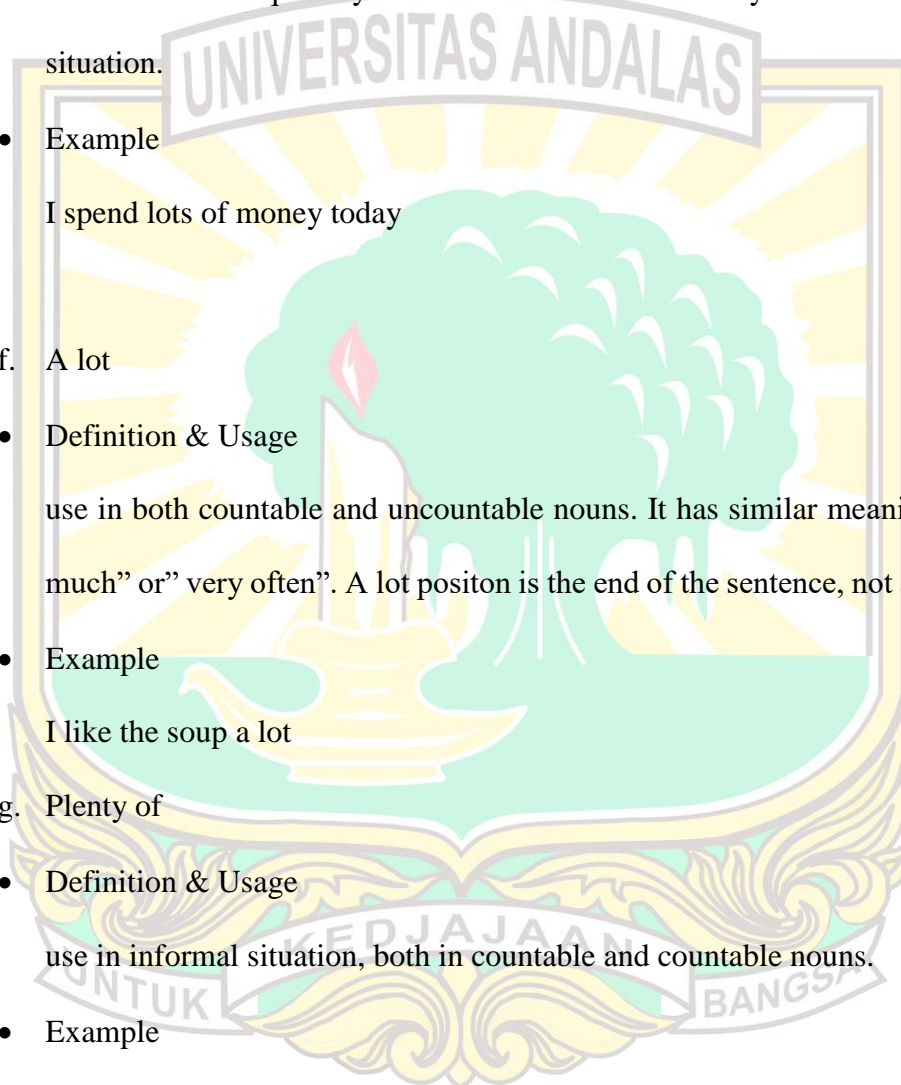 situation.
UNIVERSITAS ANDALAS
• Example
I spend lots of money today
f. A lot
• Definition & Usage
use in both countable and uncountable nouns. It has similar
much” or” very often”. A lot positon is the end of the sentence, not
• Example
I like the soup a lot
g. Plenty of
• Definition & Usage
KEDJAJAAN
use in informal situation, both in countable and countable nouns.
UNTUK BANGSA
• Example